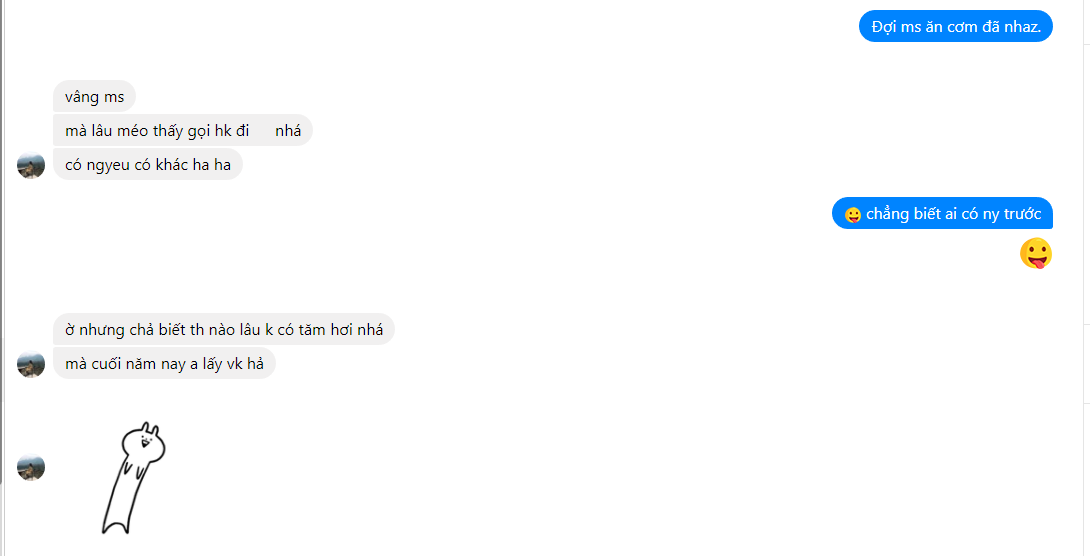 Đợi ms ăn cơm đã nhaz.
vâng ms
mà lâu méo thấy gọi hk đi nhá
có ngyeu có khác ha ha
😛 chẳng biết ai có ny trước
😛
ờ nhưng chả biết th nào lâu k có tăm hơi nhá
mà cuối năm nay a lấy vk hả